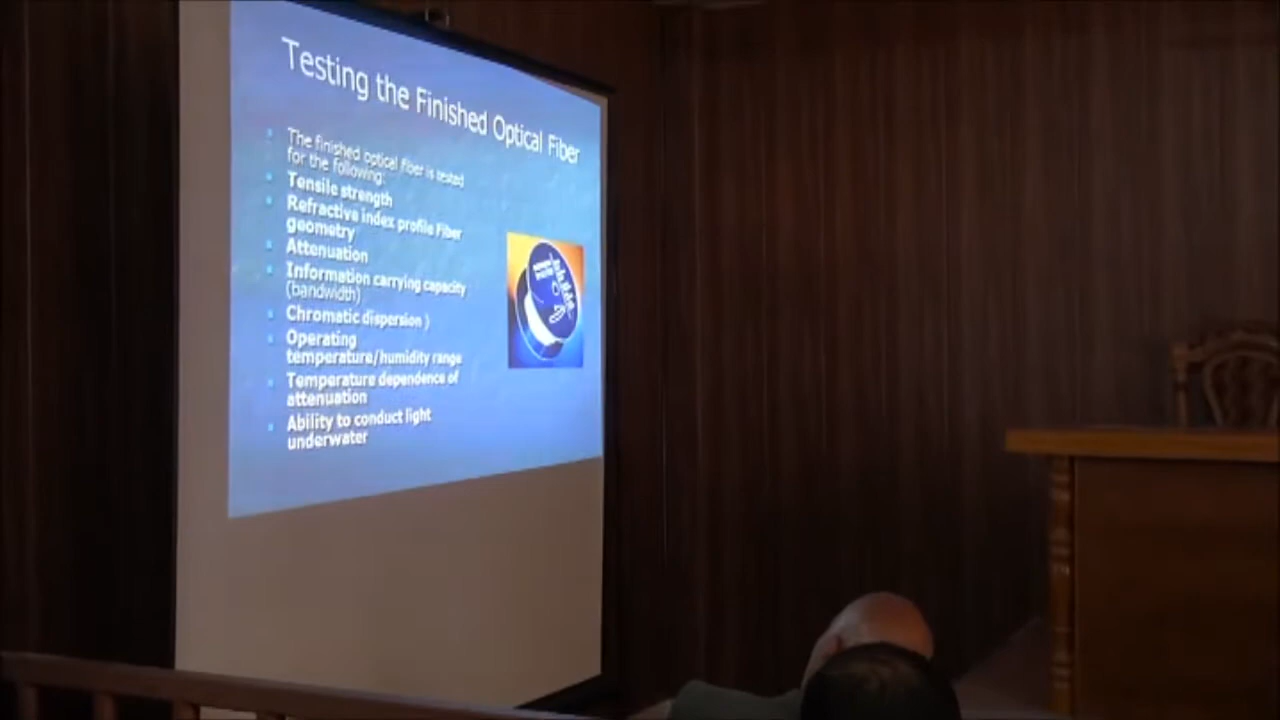 Testing the Finished Optical Fiber
The finished optical fiber is tested
for the following:
Tensile strength
Refractive index profile Fiber
geometry
Attenuation
Information carrying capacity
(bandwidth)
Chromatic dispersion )
Operating
temperature/humidity range
Temperature dependence of
attenuation
Ability to conduct light
underwater